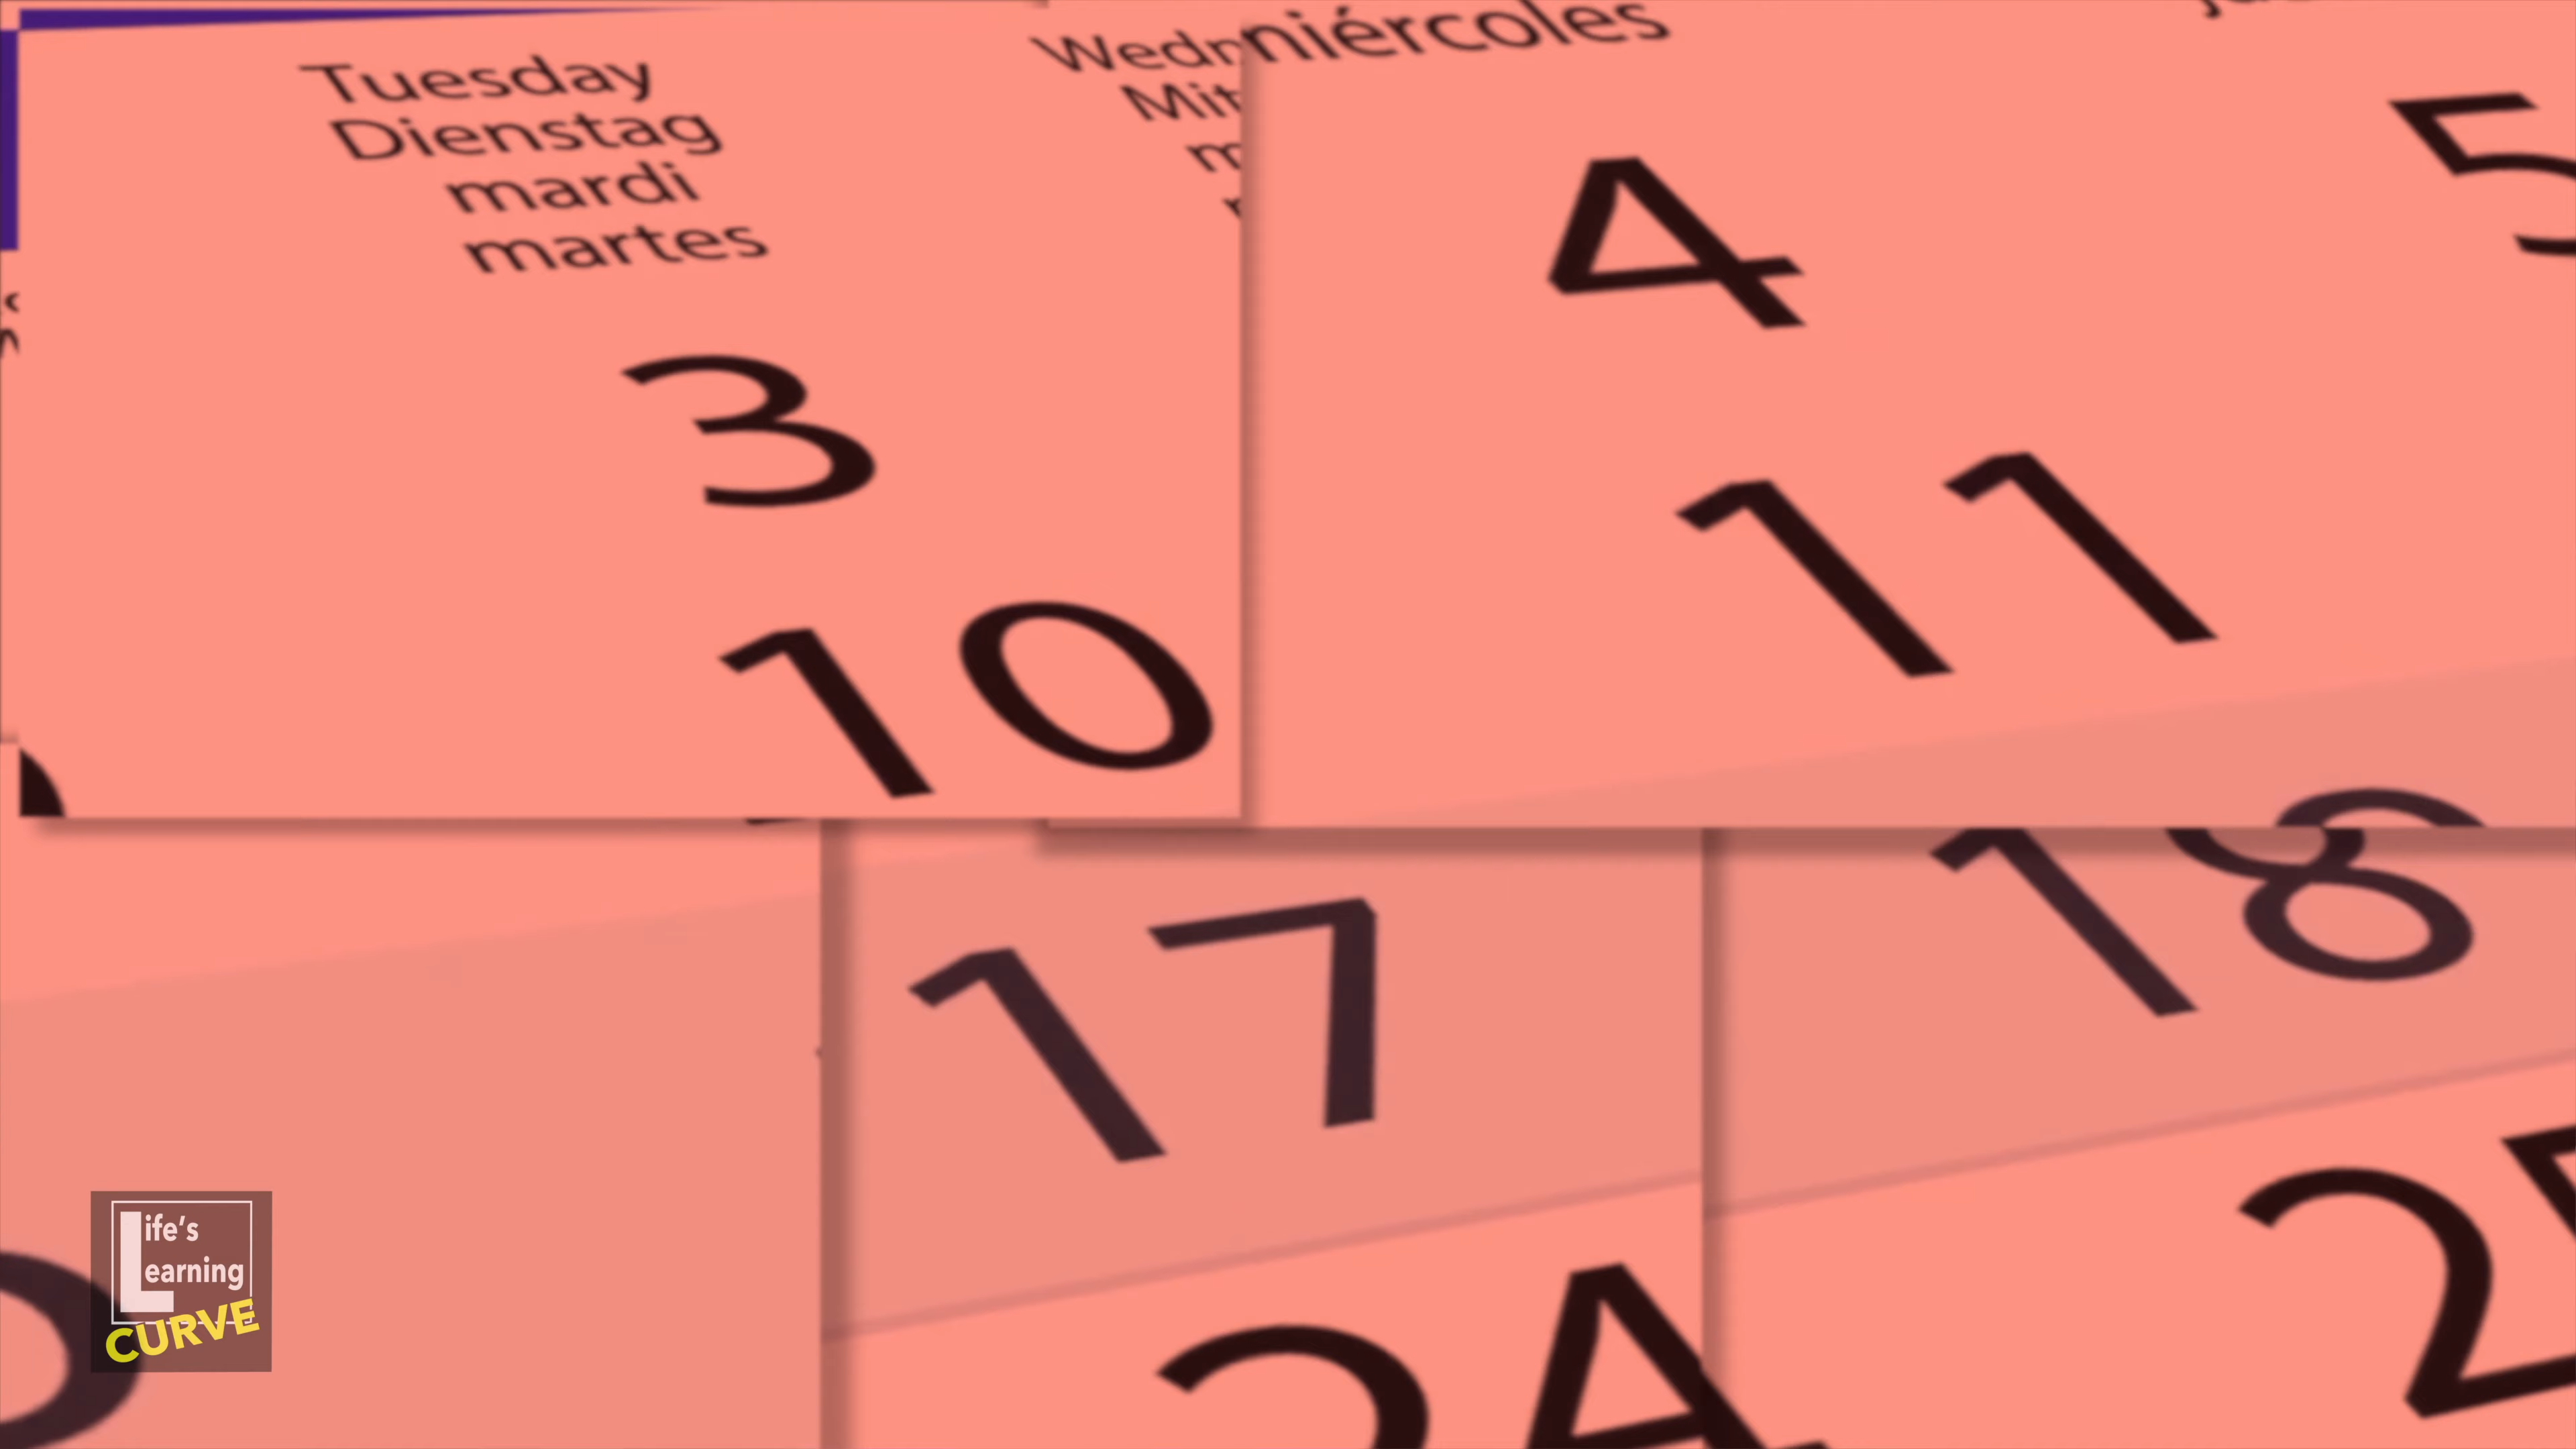 Tuesday
Dienstag
mardi
martes
miércoles
3
4
5
10
11
17
18
24
25
Life's
Learning
CURVE